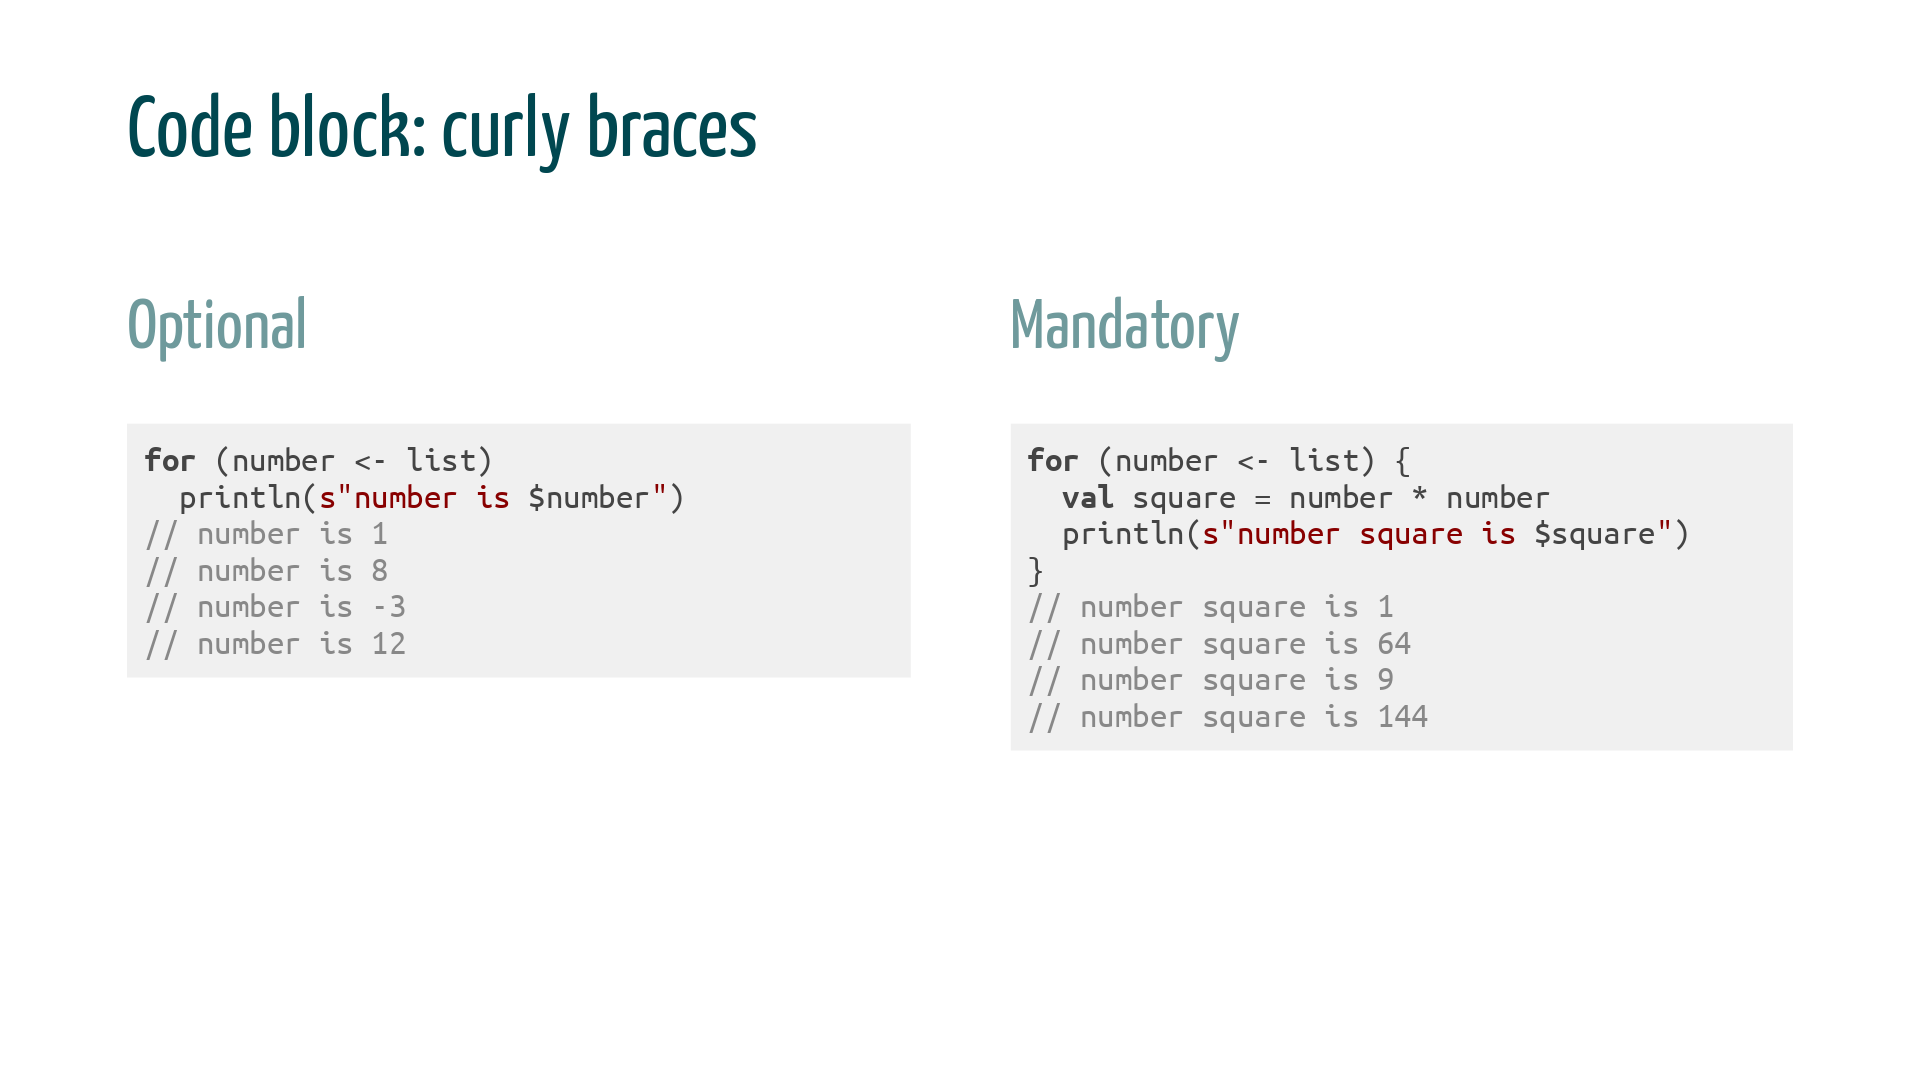 Code block: curly braces
Optional
for (number <- list)
  println(s"number is $number")
// number is 1
// number is 8
// number is -3
// number is 12
Mandatory
for (number <- list) {
  val square = number * number
  println(s"number square is $square")
}
// number square is 1
// number square is 64
// number square is 9
// number square is 144